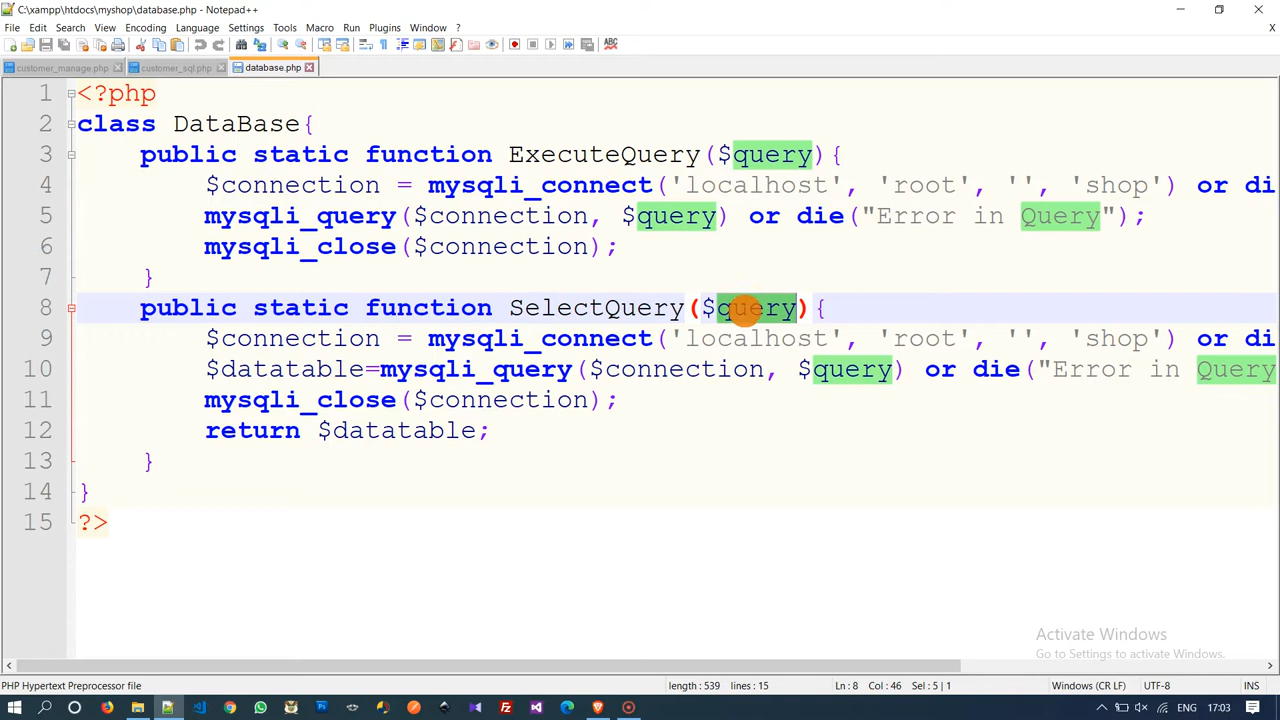 C:\xampp\htdocs\myshop\database.php - Notepad++
File Edit Search View Encoding Language Settings Tools Macro Run Plugins Window ?
X
ABC
customer_manage.php customer_sql.php database.php
1 <?php
2 class DataBase{
3 public static function ExecuteQuery($query){
4 $connection = mysqli_connect('localhost', 'root', '', 'shop') or di
5 mysqli_query($connection, $query) or die("Error in Query");
6 mysqli_close($connection);
7 }
8 public static function SelectQuery($query){
9 $connection = mysqli_connect('localhost', 'root', '', 'shop') or di
10 $datatable=mysqli_query($connection, $query) or die("Error in Query
11 mysqli_close($connection);
12 return $datatable;
13 }
14 }
15 ?>
Activate Windows
Go to Settings to activate Windows.
PHP Hypertext Preprocessor file length : 539 lines : 15 Ln : 8 Col : 46 Sel : 5 | 1 Windows (CR LF) UTF-8 INS
ENG 17:03